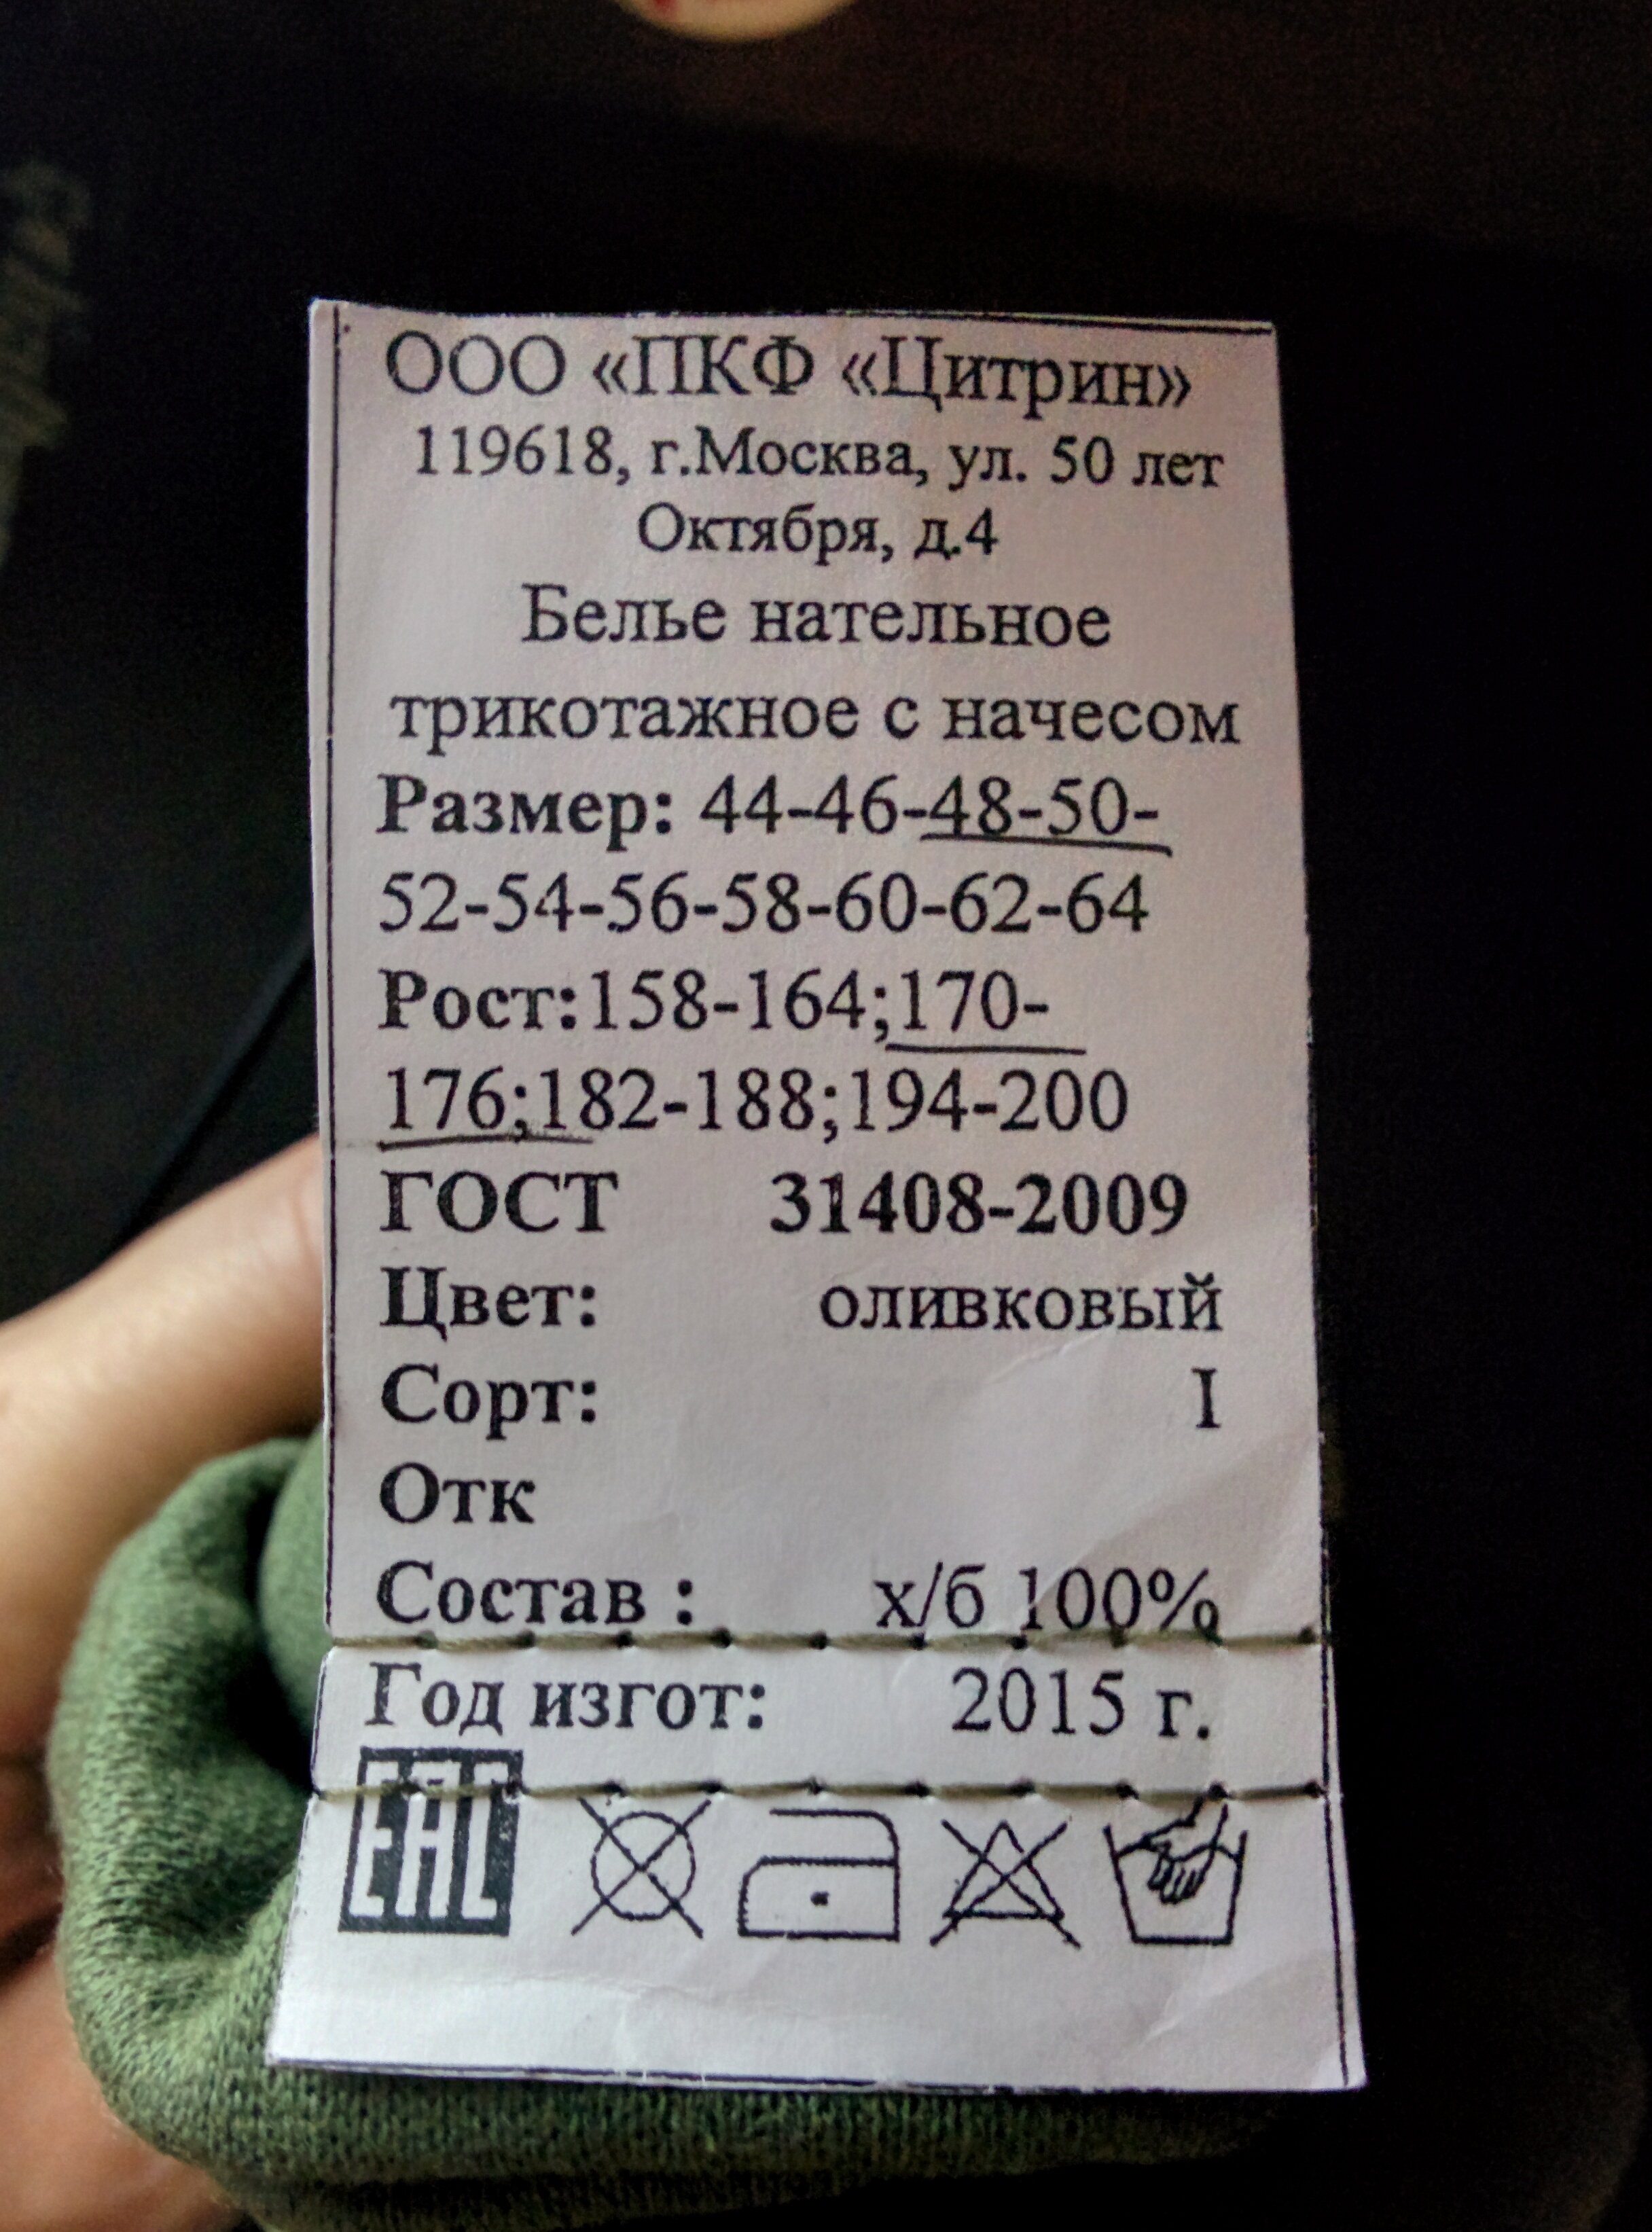 ООО «ПКФ «Цитрин»
119618, г.Москва, ул. 50 лет
Октября, д.4
Белье нательное
трикотажное с начесом
Размер: 44-46-48-50-
52-54-56-58-60-62-64
Рост:158-164;170-
176;182-188;194-200
ГОСТ 31408-2009
Цвет: оливковый
Сорт: I
Отк
Состав : х/б 100%
Год изгот: 2015 г.
EAC